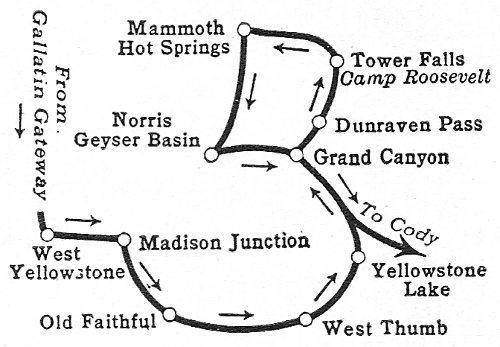 Mammoth
Hot Springs
From
Gallatin Gateway
Tower Falls
Camp Roosevelt
Norris
Geyser Basin
Dunraven Pass
Grand Canyon
To Cody
West
Yellowstone
Madison Junction
Yellowstone
Lake
Old Faithful
West Thumb